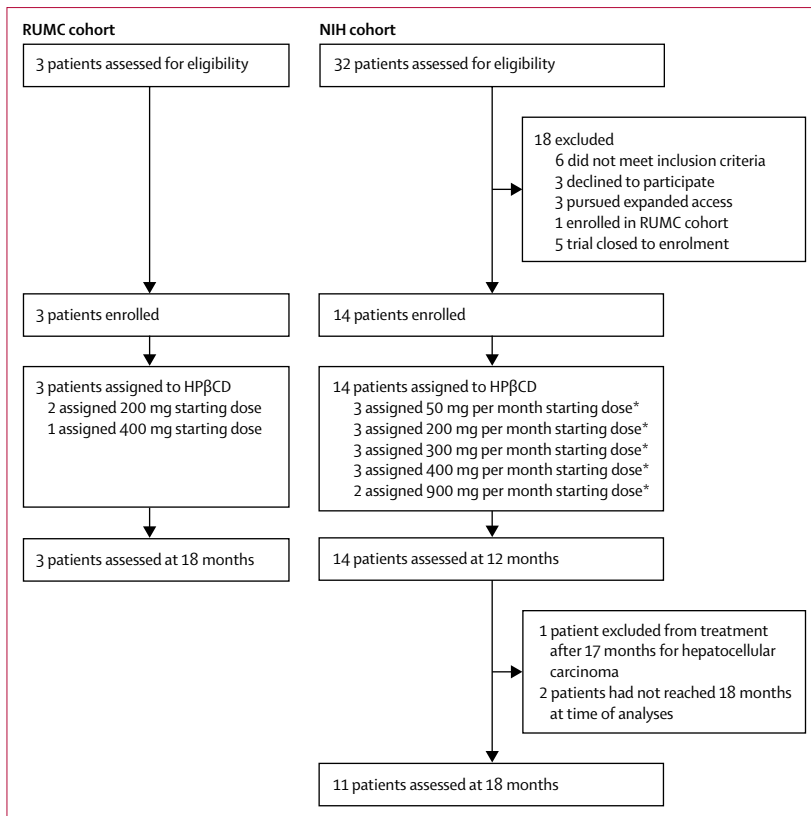 RUMC cohort
3 patients assessed for eligibility
3 patients enrolled
3 patients assigned to HPβCD
2 assigned 200 mg starting dose
1 assigned 400 mg starting dose
3 patients assessed at 18 months
NIH cohort
32 patients assessed for eligibility
18 excluded
6 did not meet inclusion criteria
3 declined to participate
3 pursued expanded access
1 enrolled in RUMC cohort
5 trial closed to enrolment
14 patients enrolled
14 patients assigned to HPβCD
3 assigned 50 mg per month starting dose*
3 assigned 200 mg per month starting dose*
3 assigned 300 mg per month starting dose*
3 assigned 400 mg per month starting dose*
2 assigned 900 mg per month starting dose*
14 patients assessed at 12 months
1 patient excluded from treatment
after 17 months for hepatocellular
carcinoma
2 patients had not reached 18 months
at time of analyses
11 patients assessed at 18 months